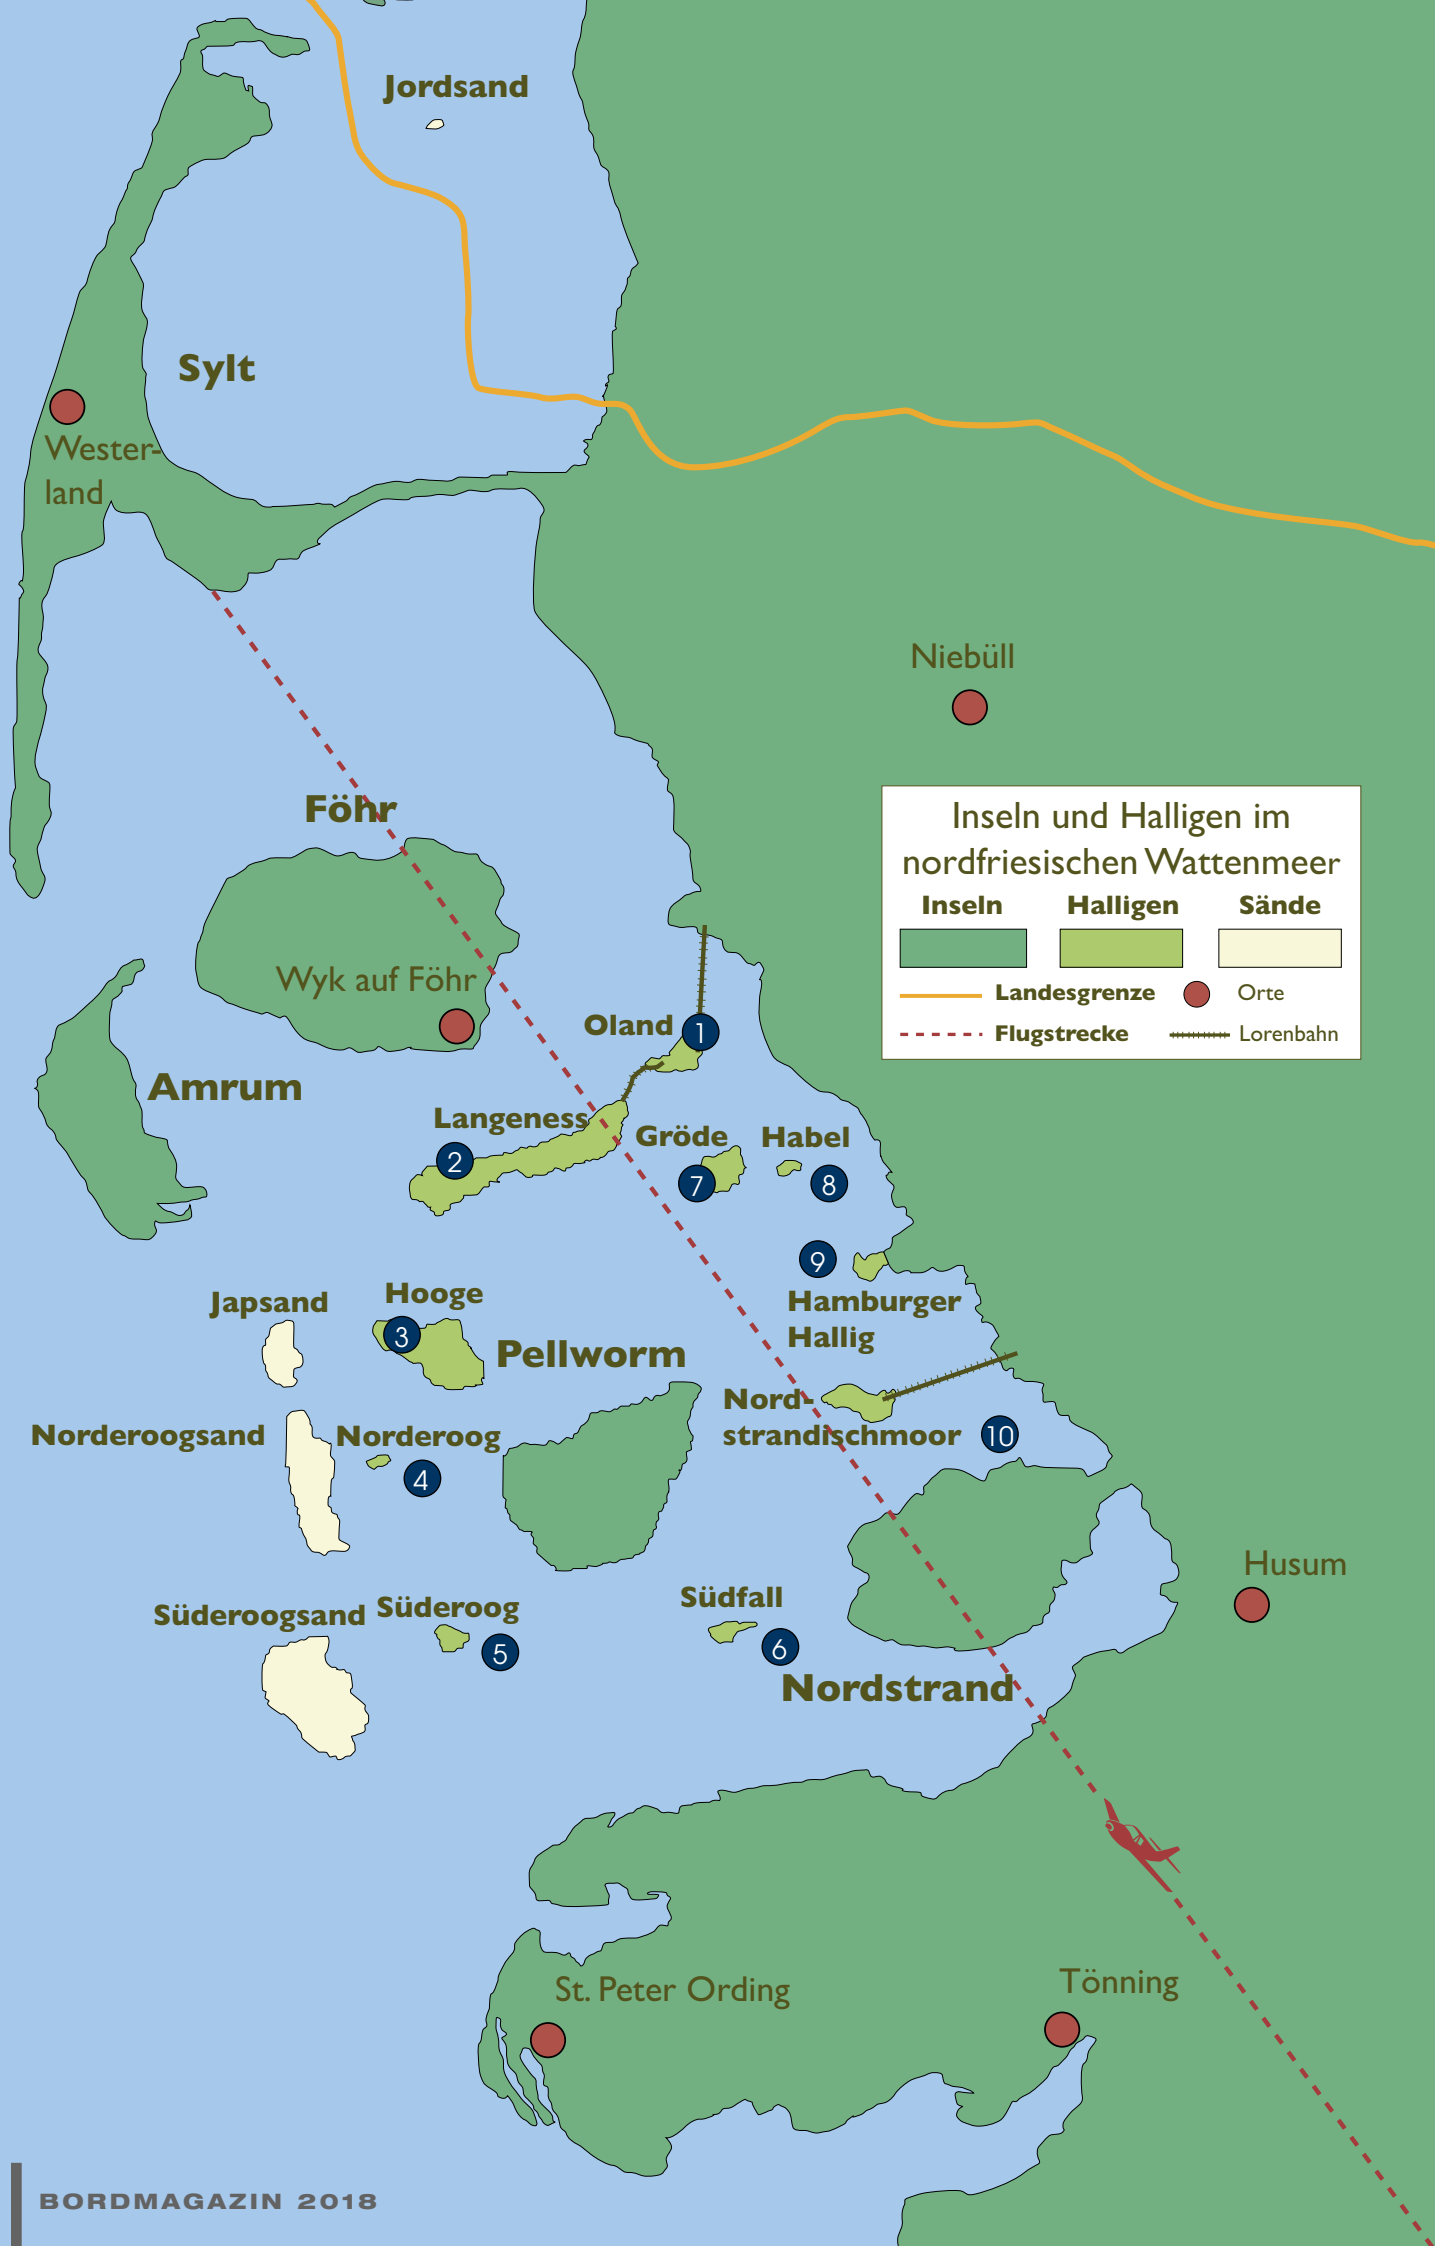 Jordsand
Sylt
Wester-
land
Niebüll
Föhr
Inseln und Halligen im
nordfriesischen Wattenmeer
Inseln Halligen Sände
Landesgrenze Orte
Flugstrecke Lorenbahn
Wyk auf Föhr
Oland 1
Amrum
Langeness
2
Gröde
7
Habel
8
9
Hamburger
Hallig
Japsand
Hooge
3
Pellworm
Nord-
strandischmoor 10
Norderoogsand
Norderoog
4
Husum
Südfall
6
Süderoogsand
Süderoog
5
Nordstrand
St. Peter Ording
Tönning
BORDMAGAZIN 2018